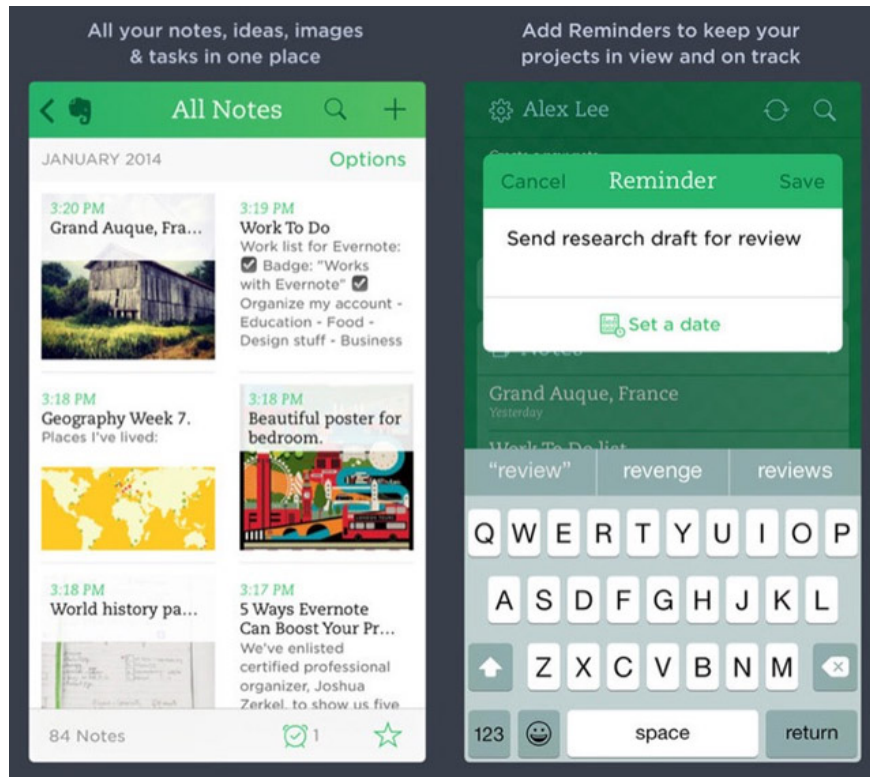 All your notes, ideas, images
& tasks in one place
All Notes
JANUARY 2014
Options
3:20 PM
Grand Auque, Fra...
3:19 PM
Work To Do
Work list for Evernote:
☑ Badge: "Works
with Evernote" ☑
Organize my account -
Education - Food -
Design stuff - Business
3:18 PM
Geography Week 7.
Places I've lived:
3:18 PM
Beautiful poster for
bedroom.
3:18 PM
World history pa...
3:17 PM
5 Ways Evernote
Can Boost Your Pr...
We've enlisted
certified professional
organizer, Joshua
Zerkel, to show us five
84 Notes
1
Add Reminders to keep your
projects in view and on track
Alex Lee
Cancel Reminder Save
Send research draft for review
Set a date
Notes
Grand Auque, France
Yesterday
Work To Do list
“review” revenge reviews
Q W E R T Y U I O P
A S D F G H J K L
Z X C V B N M
123 space return